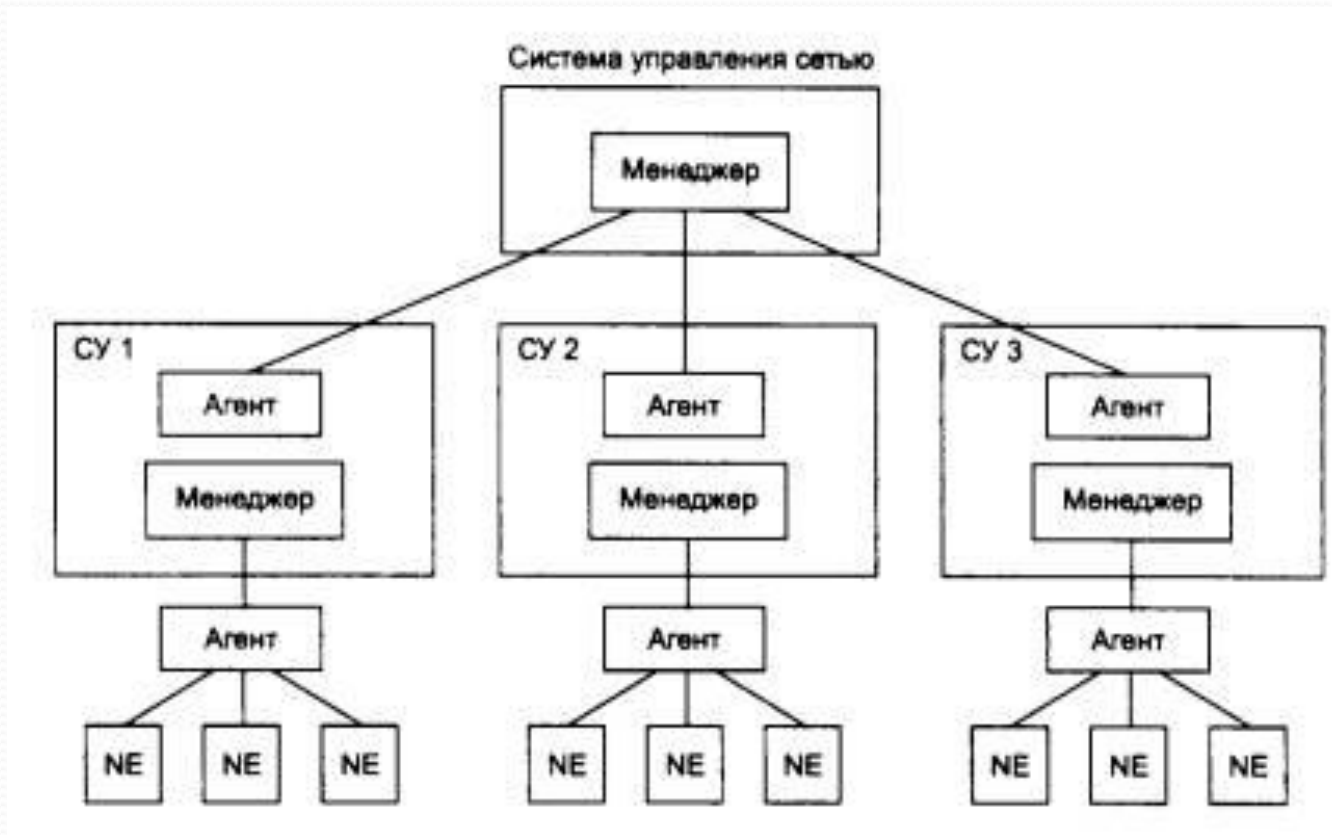 Система управления сетью
Менеджер
СУ 1
СУ 2
СУ 3
Агент
Агент
Агент
Менеджер
Менеджер
Менеджер
Агент
Агент
Агент
NE
NE
NE
NE
NE
NE
NE
NE
NE